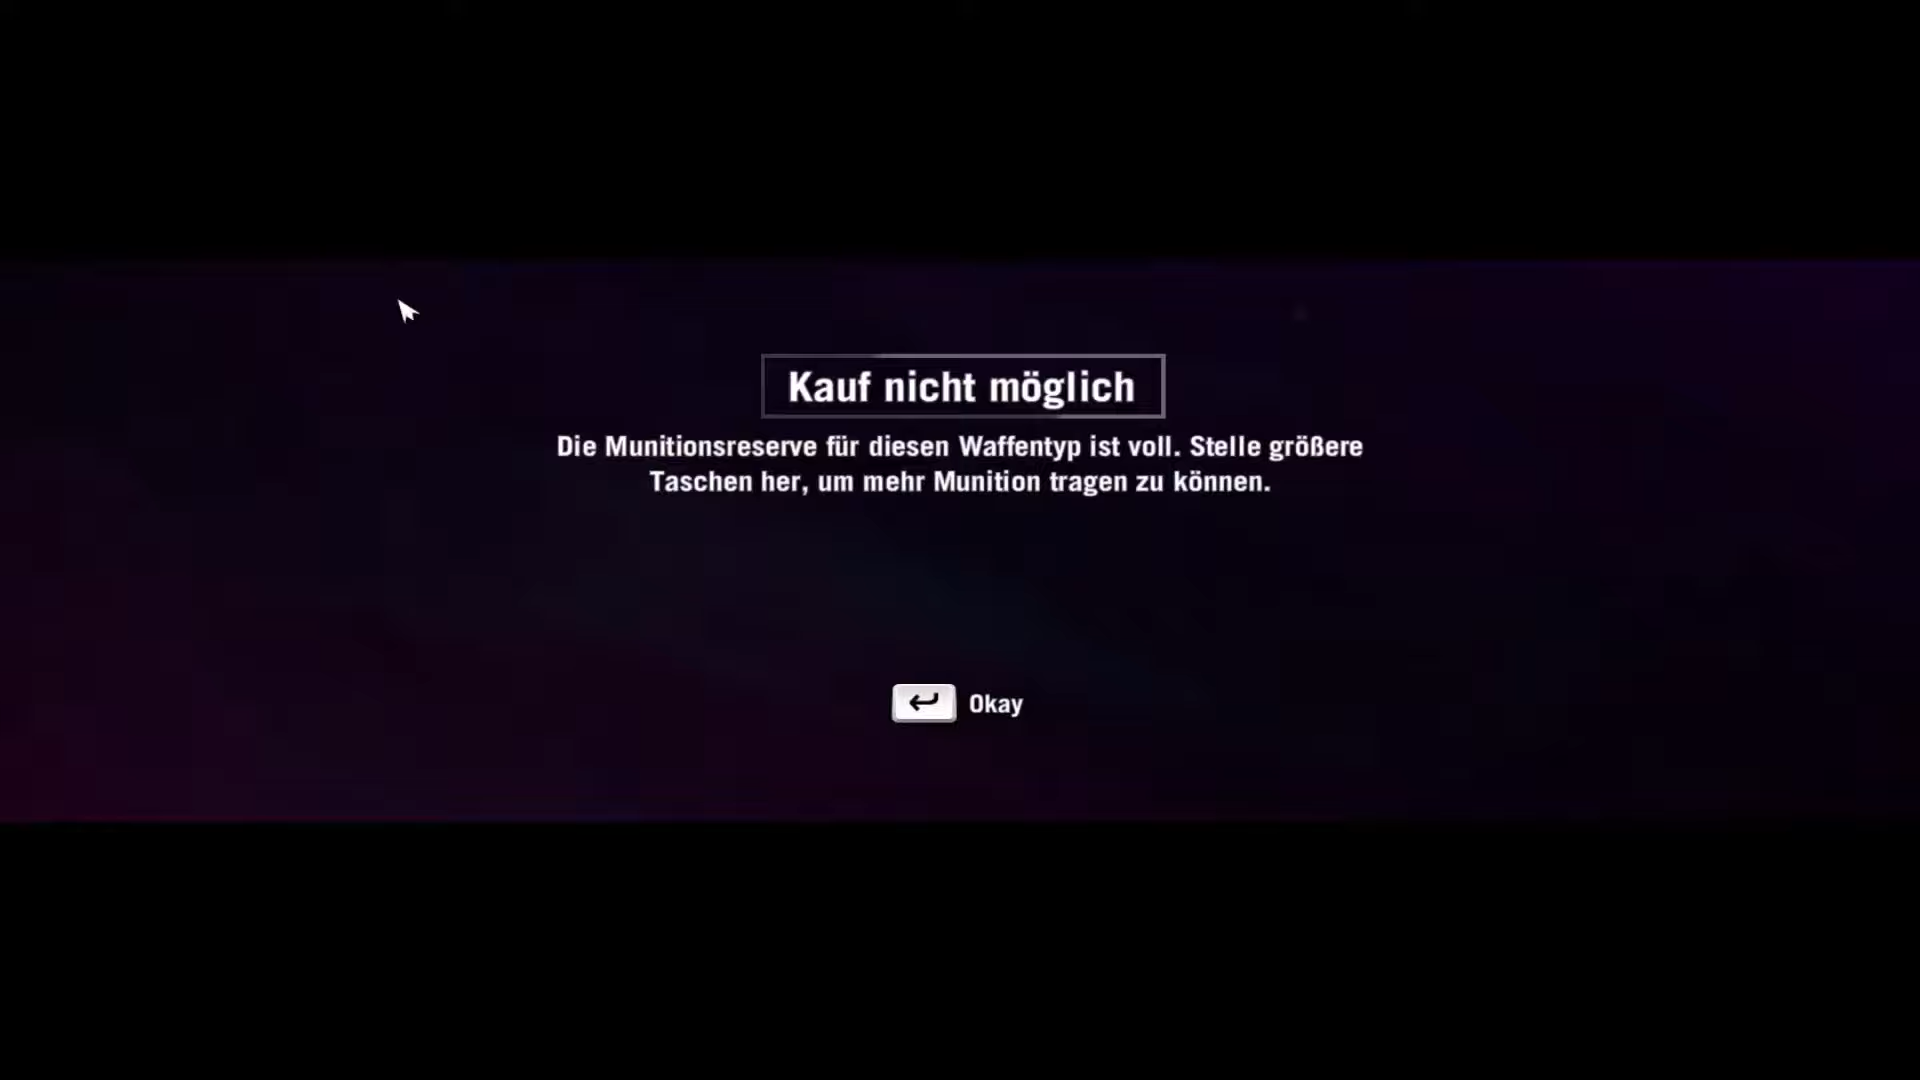 Kauf nicht möglich
Die Munitionsreserve für diesen Waffentyp ist voll. Stelle größere
Taschen her, um mehr Munition tragen zu können.
Okay